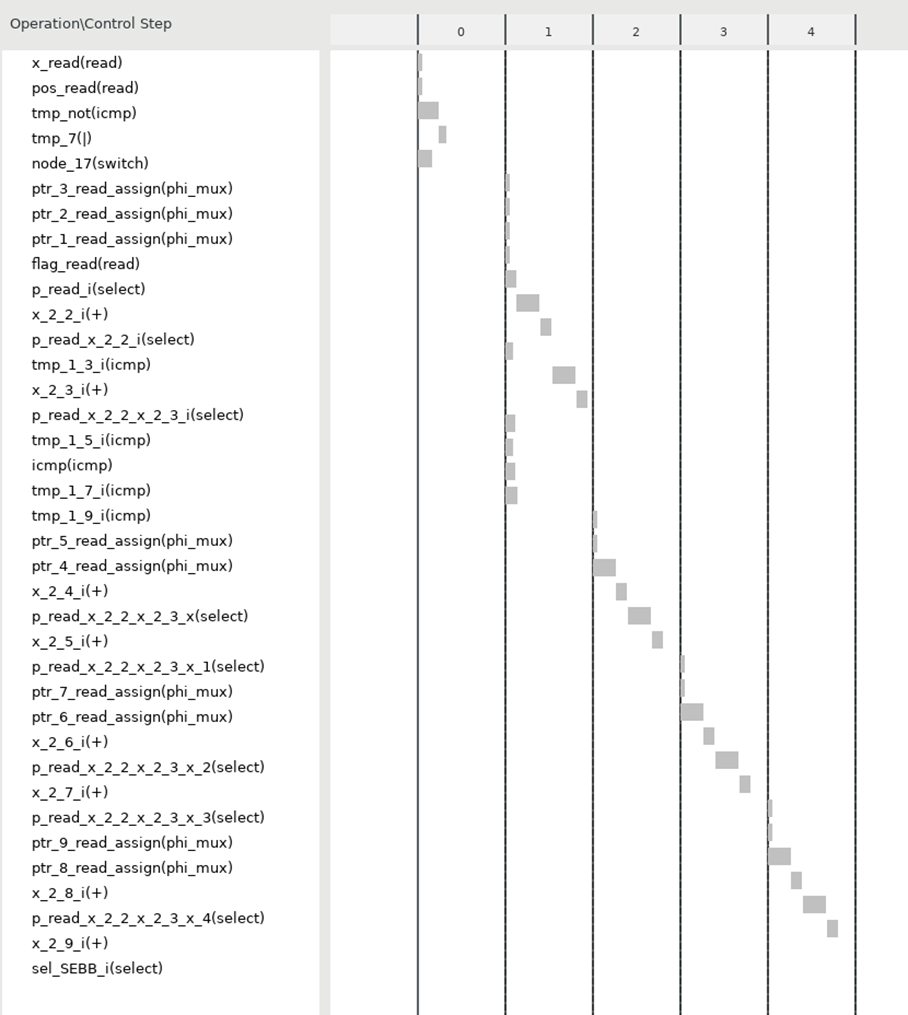 Operation\Control Step
0 1 2 3 4
x_read(read)
pos_read(read)
tmp_not(icmp)
tmp_7(|)
node_17(switch)
ptr_3_read_assign(phi_mux)
ptr_2_read_assign(phi_mux)
ptr_1_read_assign(phi_mux)
flag_read(read)
p_read_i(select)
x_2_2_i(+)
p_read_x_2_2_i(select)
tmp_1_3_i(icmp)
x_2_3_i(+)
p_read_x_2_2_x_2_3_i(select)
tmp_1_5_i(icmp)
icmp(icmp)
tmp_1_7_i(icmp)
tmp_1_9_i(icmp)
ptr_5_read_assign(phi_mux)
ptr_4_read_assign(phi_mux)
x_2_4_i(+)
p_read_x_2_2_x_2_3_x(select)
x_2_5_i(+)
p_read_x_2_2_x_2_3_x_1(select)
ptr_7_read_assign(phi_mux)
ptr_6_read_assign(phi_mux)
x_2_6_i(+)
p_read_x_2_2_x_2_3_x_2(select)
x_2_7_i(+)
p_read_x_2_2_x_2_3_x_3(select)
ptr_9_read_assign(phi_mux)
ptr_8_read_assign(phi_mux)
x_2_8_i(+)
p_read_x_2_2_x_2_3_x_4(select)
x_2_9_i(+)
sel_SEBB_i(select)